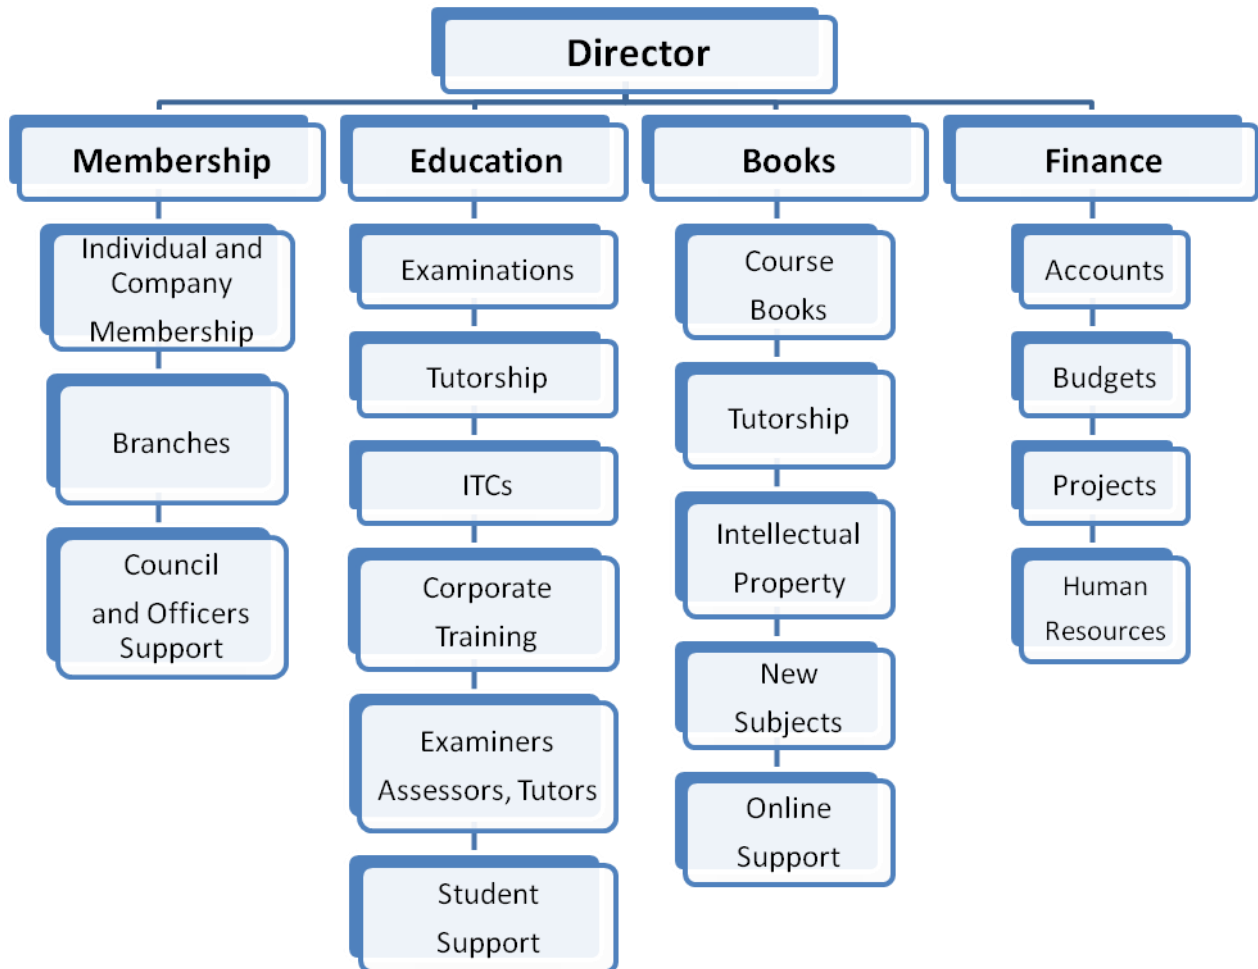 Director
Membership
Individual and
Company
Membership
Branches
Council
and Officers
Support
Education
Examinations
Tutorship
ITCs
Corporate
Training
Examiners
Assessors, Tutors
Student
Support
Books
Course
Books
Tutorship
Intellectual
Property
New
Subjects
Online
Support
Finance
Accounts
Budgets
Projects
Human
Resources